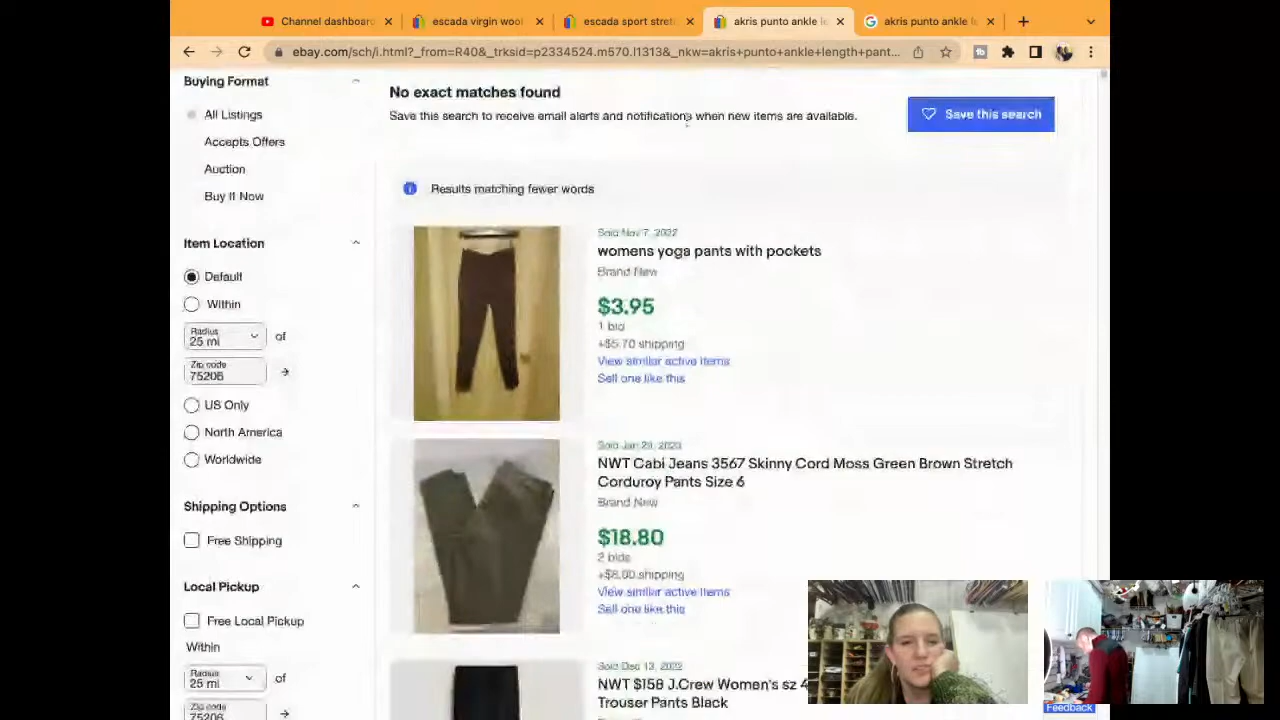 Channel dashboard
escada virgin wool
escada sport stret
akris punto ankle le
akris punto ankle l
ebay.com/sch/i.html?_from=R40&_trksid=p2334524.m570.l1313&_nkw=akris+punto+ankle+length+pant...
Buying Format
All Listings
Accepts Offers
Auction
Buy It Now
Item Location
Default
Within
Radius
25 mi
of
Zip code
75206
US Only
North America
Worldwide
Shipping Options
Free Shipping
Local Pickup
Free Local Pickup
Within
Radius
25 mi
of
75206
No exact matches found
Save this search to receive email alerts and notifications when new items are available.
Save this search
Results matching fewer words
Sold Nov 7, 2022
womens yoga pants with pockets
Brand New
$3.95
1 bid
+$5.70 shipping
View similar active items
Sell one like this
Sold Jan 29, 2023
NWT Cabi Jeans 3567 Skinny Cord Moss Green Brown Stretch
Corduroy Pants Size 6
Brand New
$18.80
2 bids
+$8.00 shipping
View similar active items
Sell one like this
Sold Dec 13, 2022
NWT $158 J.Crew Women's sz 4
Trouser Pants Black
Feedback